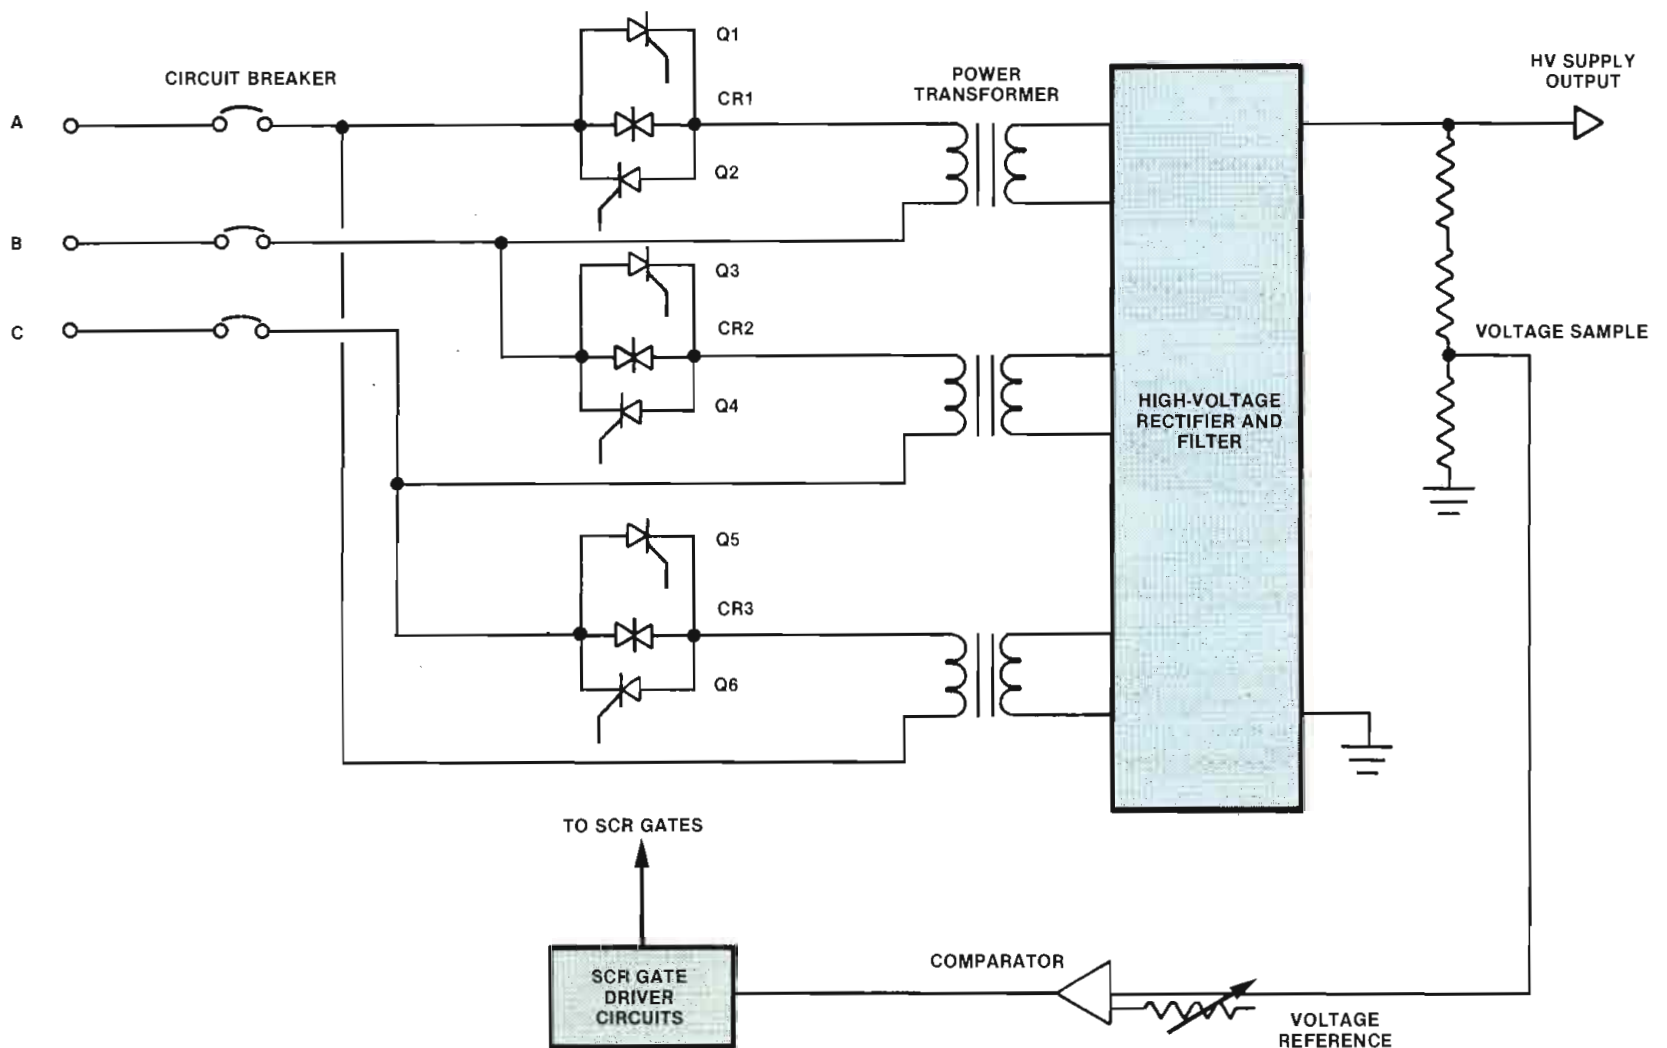 Q1
HV SUPPLY
OUTPUT
CIRCUIT BREAKER
POWER
TRANSFORMER
CR1
A
Q2
B
Q3
C
CR2
VOLTAGE SAMPLE
Q4
HIGH-VOLTAGE
RECTIFIER AND
FILTER
Q5
CR3
Q6
TO SCR GATES
COMPARATOR
SCR GATE
DRIVER
CIRCUITS
VOLTAGE
REFERENCE